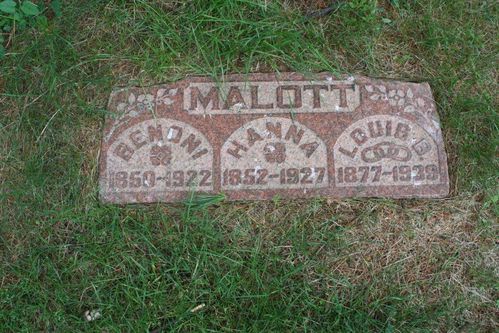 MALOTT
BENONI
1850-1922
HANNA
1852-1927
LOUIS B.
1877-1939